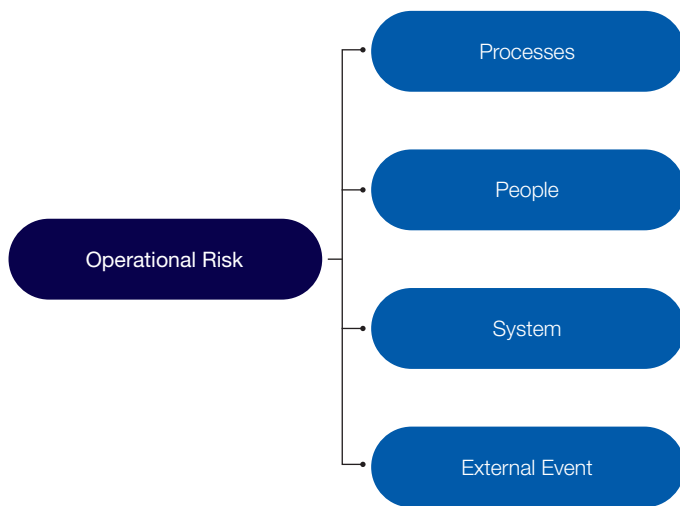 Processes
People
Operational Risk
System
External Event